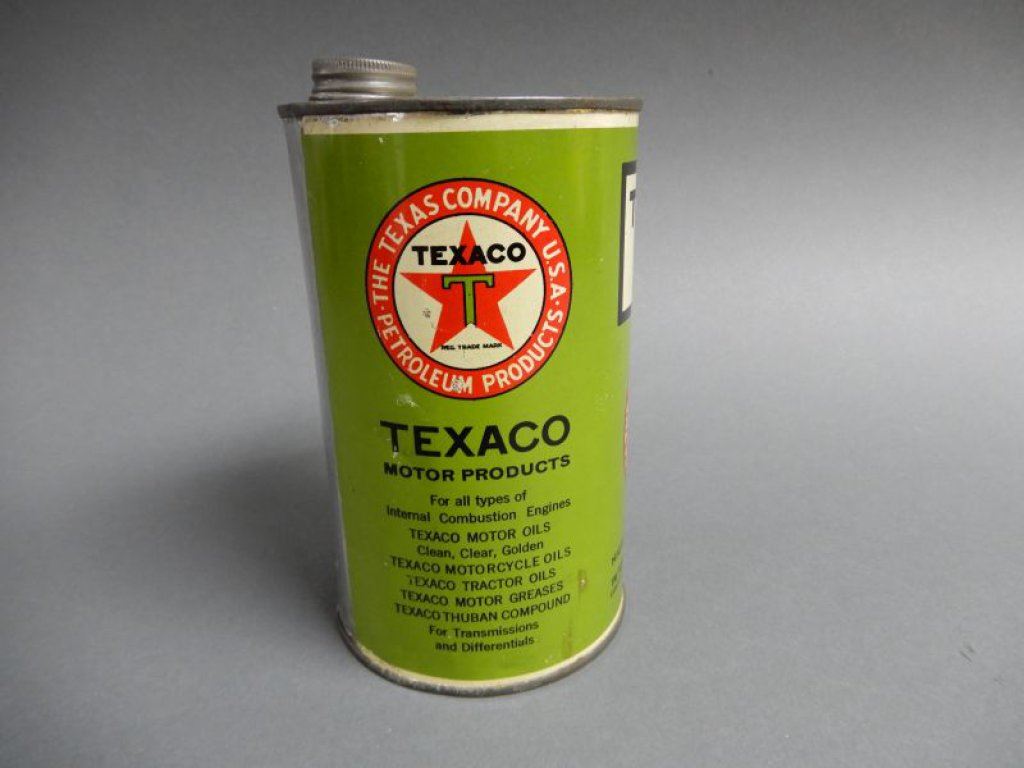 THE TEXAS COMPANY U.S.A.
TEXACO
T
REG. TRADE MARK
PETROLEUM PRODUCTS
TEXACO
MOTOR PRODUCTS
For all types of
Internal Combustion Engines
TEXACO MOTOR OILS
Clean, Clear, Golden
TEXACO MOTORCYCLE OILS
TEXACO TRACTOR OILS
TEXACO MOTOR GREASES
TEXACO THUBAN COMPOUND
For Transmissions
and Differentials